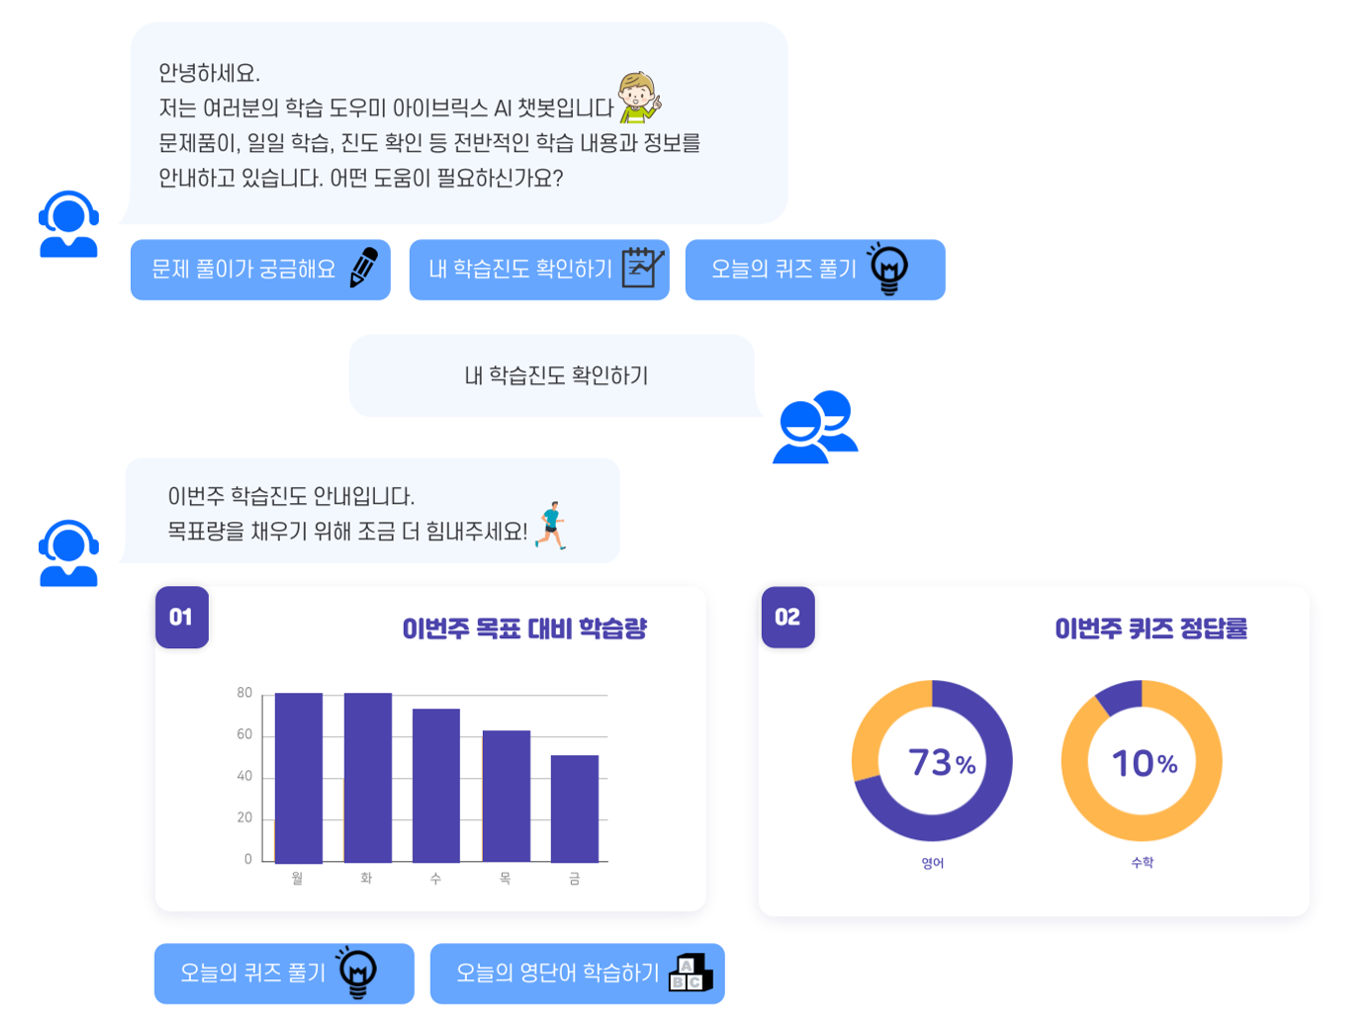 안녕하세요.
저는 여러분의 학습 도우미 아이브릭스 AI 챗봇입니다
문제품이, 일일 학습, 진도 확인 등 전반적인 학습 내용과 정보를
안내하고 있습니다. 어떤 도움이 필요하신가요?
문제 풀이가 궁금해요
내 학습진도 확인하기
오늘의 퀴즈 풀기
내 학습진도 확인하기
이번주 학습진도 안내입니다.
목표량을 채우기 위해 조금 더 힘내주세요!
01
이번주 목표 대비 학습량
80
60
40
20
0
월
화
수
목
금
02
이번주 퀴즈 정답률
73%
10%
영어
수학
오늘의 퀴즈 풀기
오늘의 영단어 학습하기
A
B C